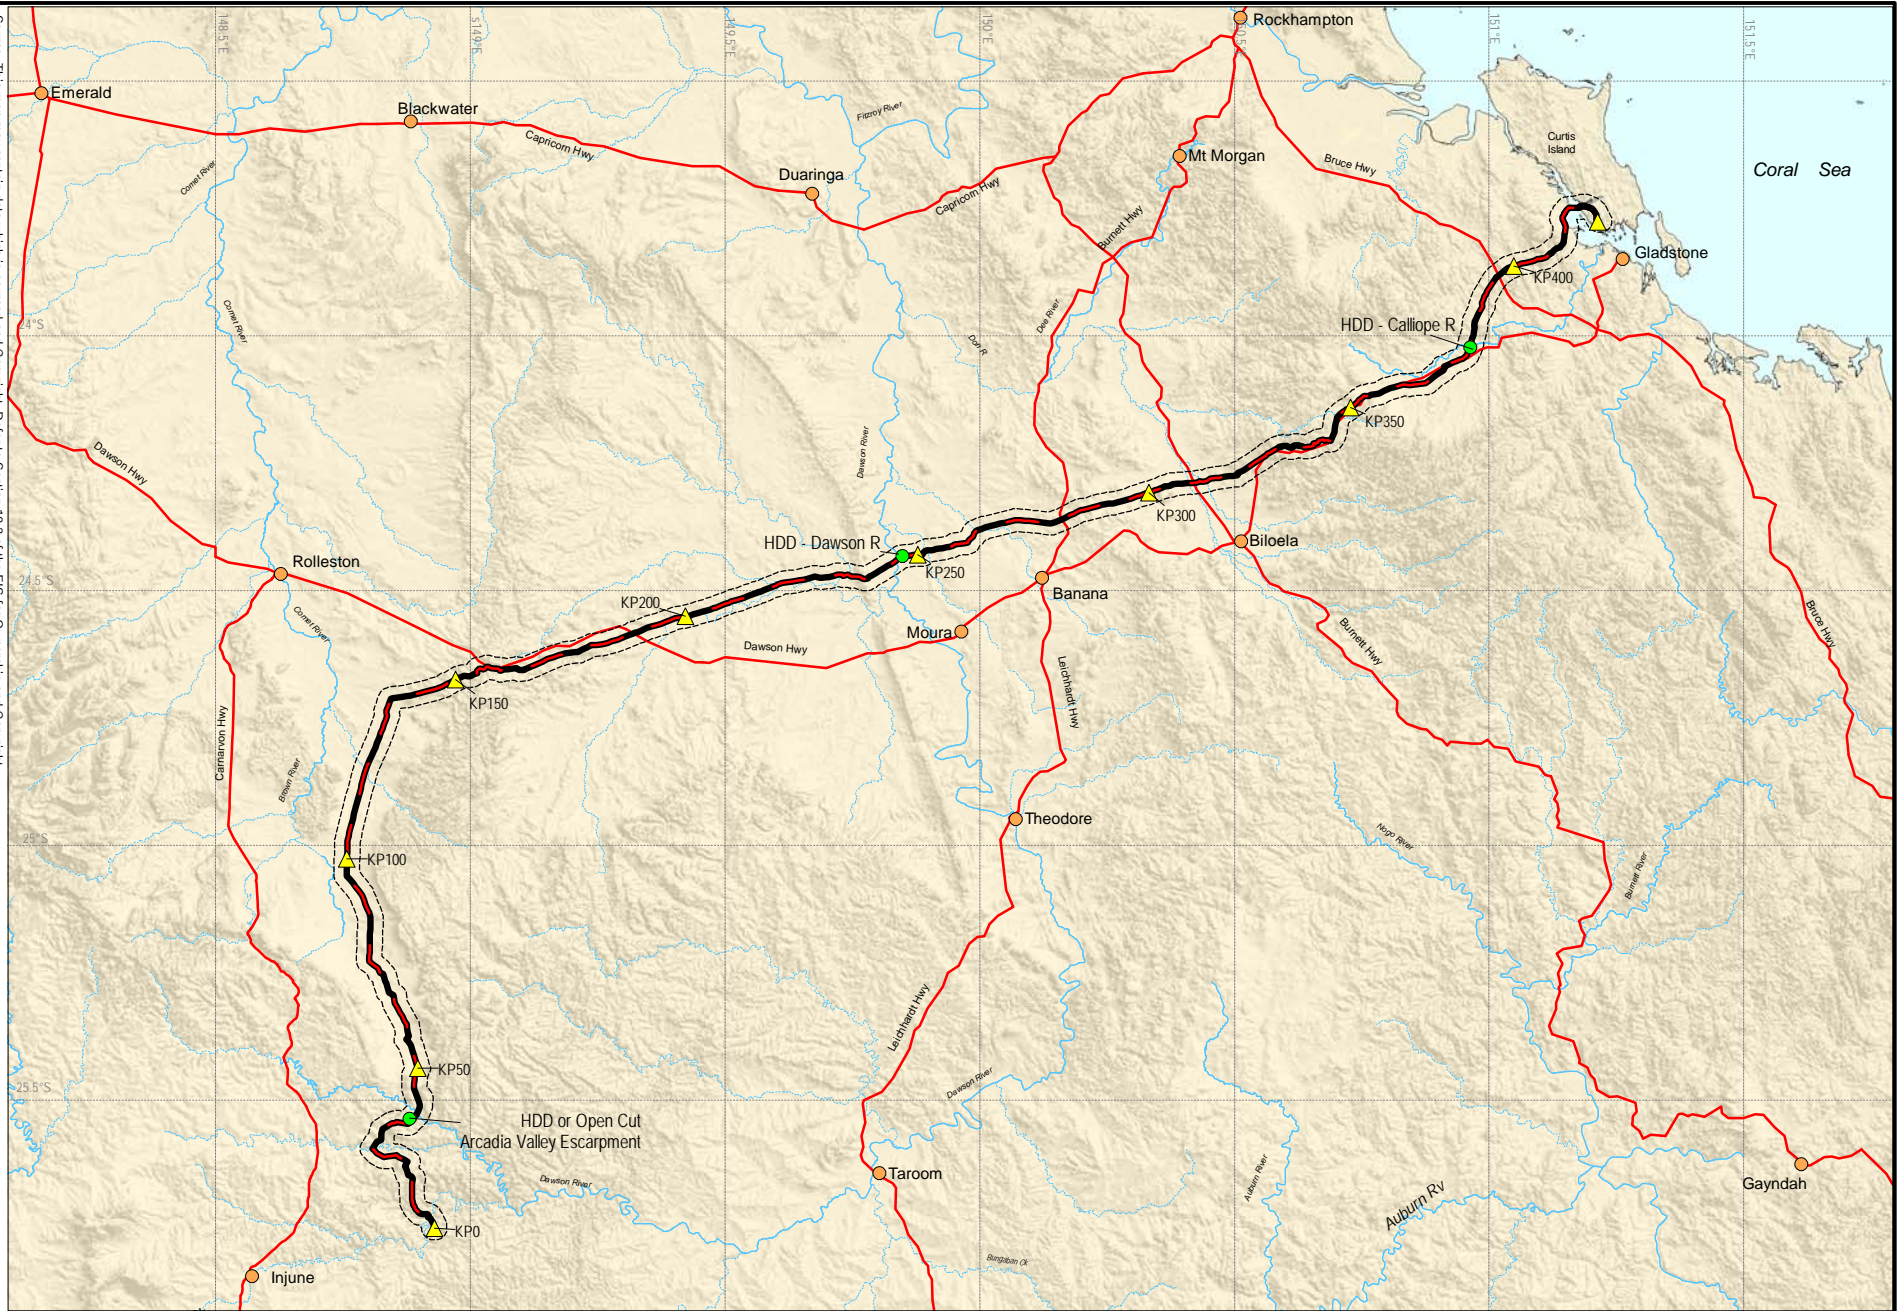 148.5°E
149°E
149.5°E
150°E
151°E
151.5°E
Rockhampton
Emerald
Blackwater
Capricorn Hwy
Fitzroy River
Comet River
Duaringa
Capricorn Hwy
Mt Morgan
Burnett Hwy
Bruce Hwy
Curtis
Island
Coral Sea
Gladstone
KP400
Comet River
24°S
Dee River
Don R
HDD - Calliope R
KP350
Dawson Hwy
Dawson River
KP300
HDD - Dawson R
KP250
Biloela
Rolleston
24.5°S
Banana
KP200
Comet River
Moura
Dawson Hwy
Burnett Hwy
Bruce Hwy
Leichhardt Hwy
KP150
Carnarvon Hwy
Brown River
Theodore
25°S
KP100
Nogo River
Burnett River
Leichhardt Hwy
KP50
25.5°S
Dawson River
HDD or Open Cut
Arcadia Valley Escarpment
Taroom
Dawson River
Auburn River
Auburn Rv
Gayndah
KP0
Bungaban Ck
Injune